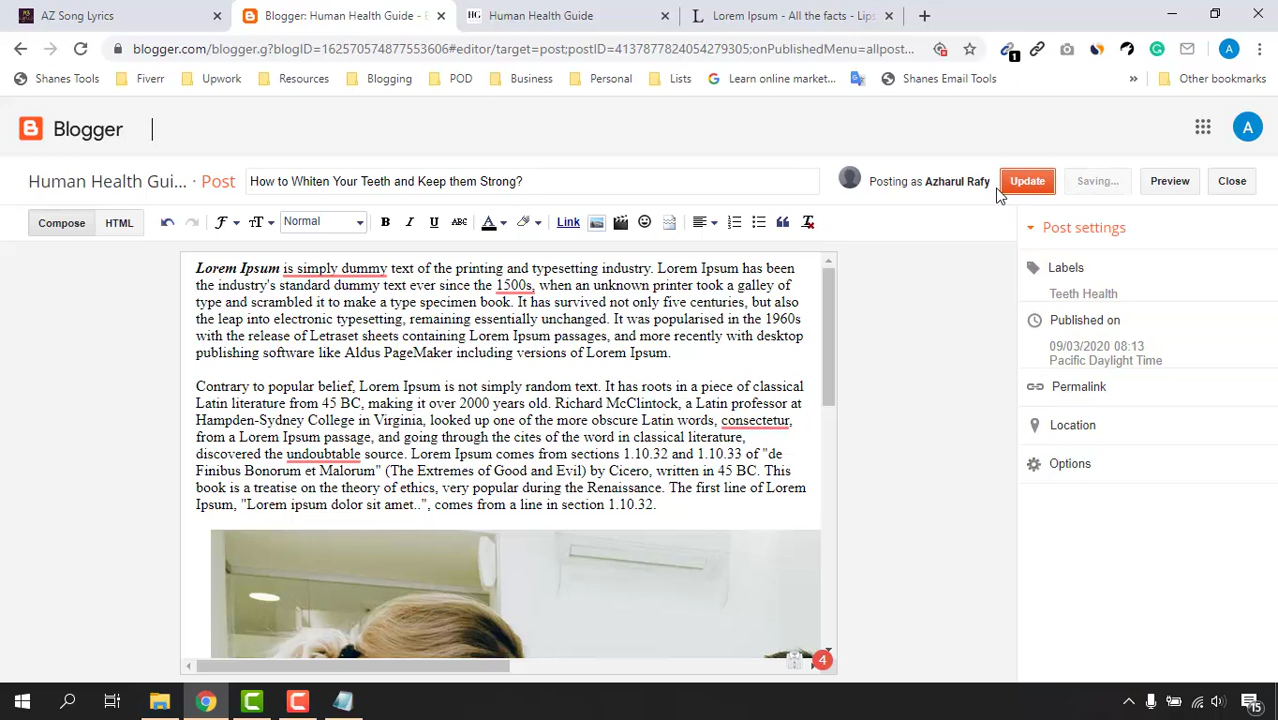 AZ Song Lyrics
Blogger: Human Health Guide - E
Human Health Guide
Lorem Ipsum - All the facts - Lips
blogger.com/blogger.g?blogID=162570574877553606#editor/target=post;postID=4137877824054279305;onPublishedMenu=allpost...
1
A
Shanes Tools
Fiverr
Upwork
Resources
Blogging
POD
Business
Personal
Lists
Learn online market...
Shanes Email Tools
Other bookmarks
Blogger
A
Human Health Gui... · Post
How to Whiten Your Teeth and Keep them Strong?
Posting as Azharul Rafy
Update
Saving...
Preview
Close
Compose
HTML
Normal
B I U A ABC
Link
Post settings
Labels
Teeth Health
Published on
09/03/2020 08:13
Pacific Daylight Time
Permalink
Location
Options
Lorem Ipsum is simply dummy text of the printing and typesetting industry. Lorem Ipsum has been
the industry's standard dummy text ever since the 1500s, when an unknown printer took a galley of
type and scrambled it to make a type specimen book. It has survived not only five centuries, but also
the leap into electronic typesetting, remaining essentially unchanged. It was popularised in the 1960s
with the release of Letraset sheets containing Lorem Ipsum passages, and more recently with desktop
publishing software like Aldus PageMaker including versions of Lorem Ipsum.
Contrary to popular belief, Lorem Ipsum is not simply random text. It has roots in a piece of classical
Latin literature from 45 BC, making it over 2000 years old. Richard McClintock, a Latin professor at
Hampden-Sydney College in Virginia, looked up one of the more obscure Latin words, consectetur,
from a Lorem Ipsum passage, and going through the cites of the word in classical literature,
discovered the undoubtable source. Lorem Ipsum comes from sections 1.10.32 and 1.10.33 of "de
Finibus Bonorum et Malorum" (The Extremes of Good and Evil) by Cicero, written in 45 BC. This
book is a treatise on the theory of ethics, very popular during the Renaissance. The first line of Lorem
Ipsum, "Lorem ipsum dolor sit amet..", comes from a line in section 1.10.32.
4
15